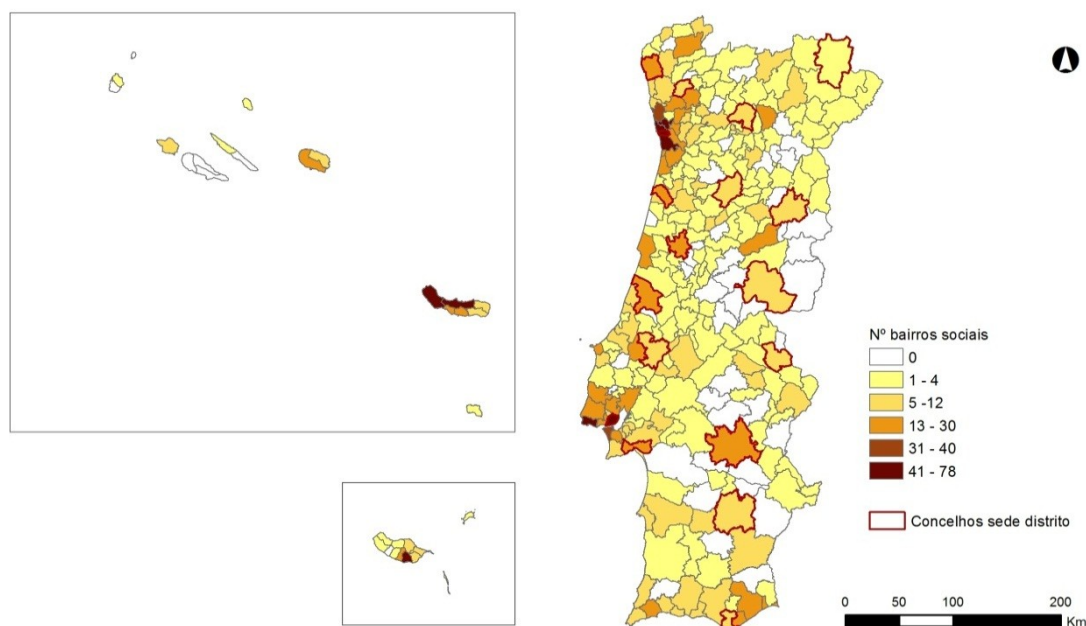 Nº bairros sociais
0
1 - 4
5 -12
13 - 30
31 - 40
41 - 78
Concelhos sede distrito
0 50 100 200
Km